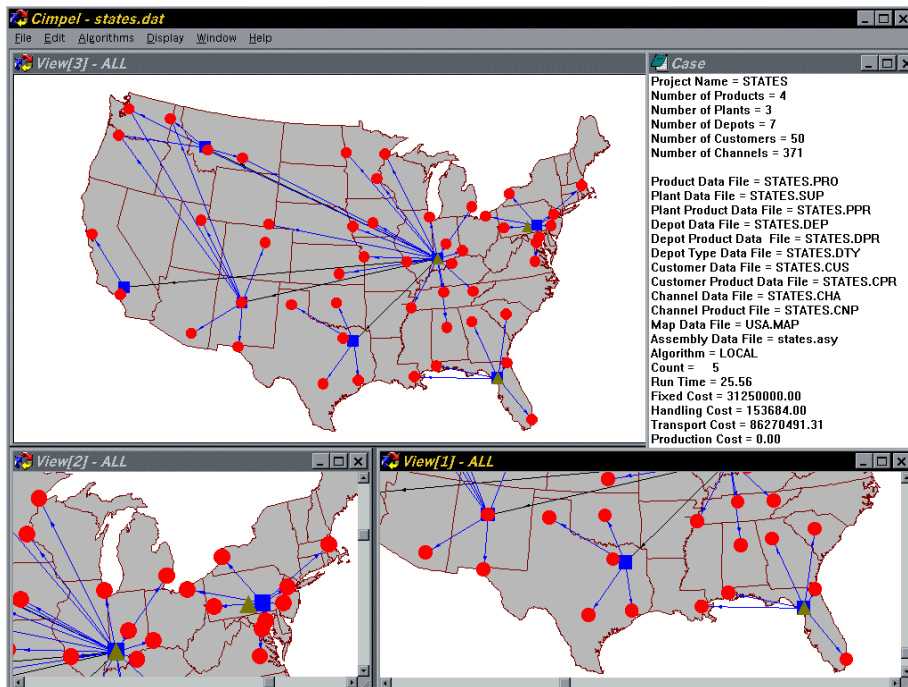 Cimpel - states.dat
File Edit Algorithms Display Window Help
View[3] - ALL
Case
Project Name = STATES
Number of Products = 4
Number of Plants = 3
Number of Depots = 7
Number of Customers = 50
Number of Channels = 371
Product Data File = STATES.PRO
Plant Data File = STATES.SUP
Plant Product Data File = STATES.PPR
Depot Data File = STATES.DEP
Depot Product Data File = STATES.DPR
Depot Type Data File = STATES.DTY
Customer Data File = STATES.CUS
Customer Product Data File = STATES.CPR
Channel Data File = STATES.CHA
Channel Product File = STATES.CNP
Map Data File = USA.MAP
Assembly Data File = states.asy
Algorithm = LOCAL
Count = 5
Run Time = 25.56
Fixed Cost = 31250000.00
Handling Cost = 153684.00
Transport Cost = 86270491.31
Production Cost = 0.00
View[2] - ALL
View[1] - ALL